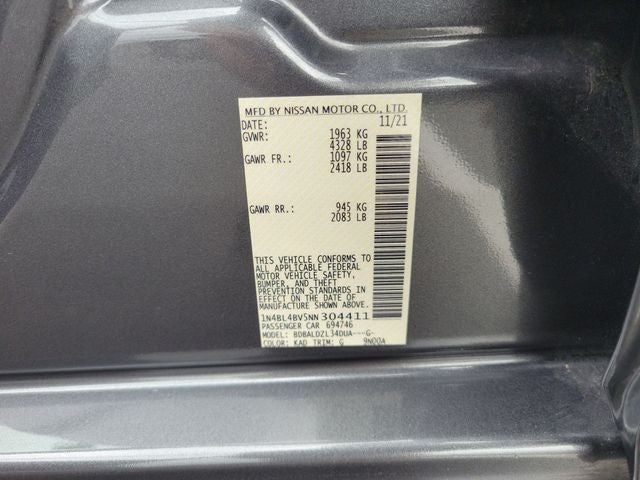 MFD BY NISSAN MOTOR CO., LTD.
DATE: 11/21
GVWR: 1963 KG
4328 LB
GAWR FR.: 1097 KG
2418 LB
GAWR RR.: 945 KG
2083 LB
THIS VEHICLE CONFORMS TO
ALL APPLICABLE FEDERAL
MOTOR VEHICLE SAFETY,
BUMPER, AND THEFT
PREVENTION STANDARDS IN
EFFECT ON THE DATE OF
MANUFACTURE SHOWN ABOVE.
1N4BL4BV5NN304411
PASSENGER CAR 694746
MODEL: BDBALDZL34DUA---G-
COLOR: KAD TRIM: G 9N00A